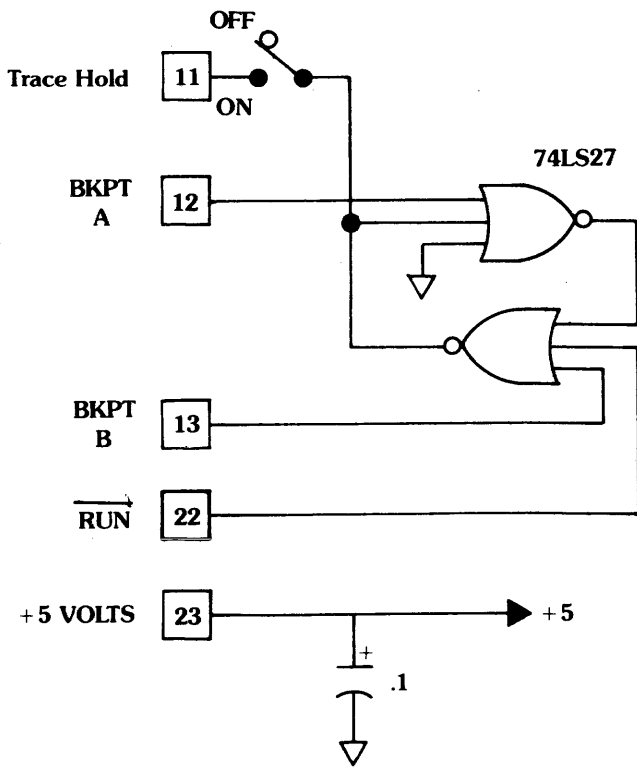 OFF
Trace Hold 11
ON
74LS27
BKPT
A
12
BKPT
B
13
RUN 22
+5 VOLTS 23 +5
+
.1